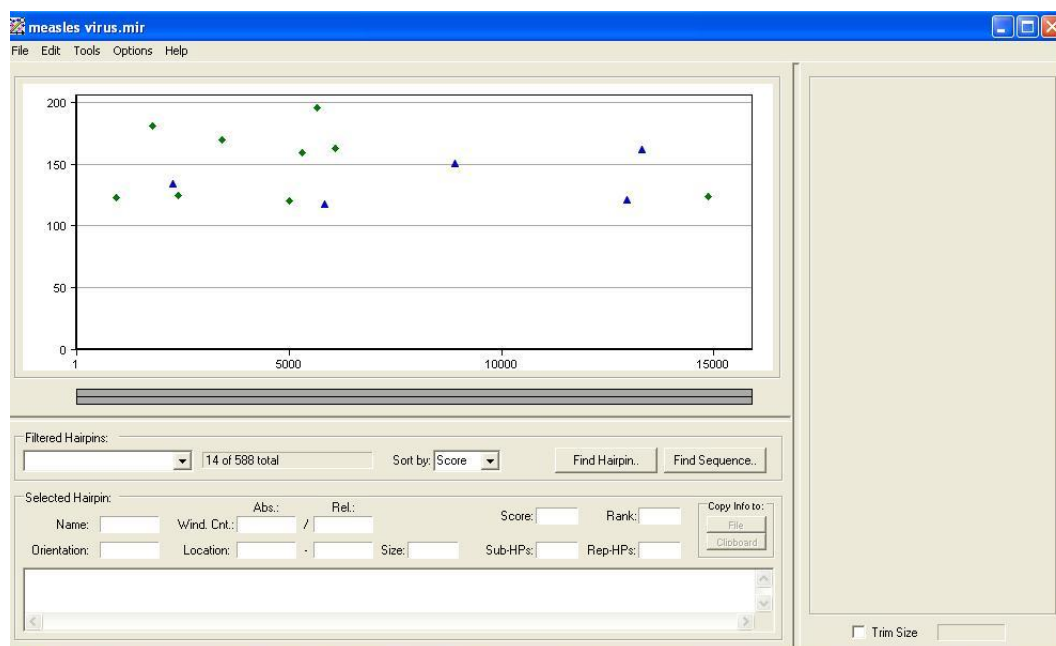 measles virus.mir
File Edit Tools Options Help
200
150
100
50
0
1 5000 10000 15000
Filtered Hairpins:
14 of 588 total Sort by: Score Find Hairpin.. Find Sequence..
Selected Hairpin:
Abs.: Rel.: Copy Info to:
Name: Wind. Cnt.: / Score: Rank: File
Orientation: Location: - Size: Sub-HPs: Rep-HPs: Clipboard
Trim Size